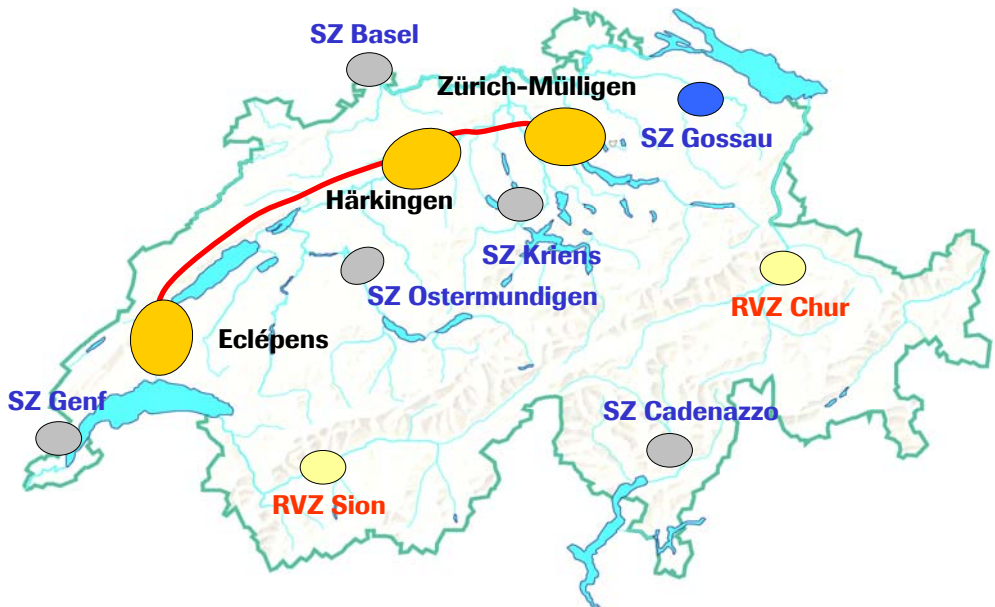 SZ Basel
Zürich-Mülligen
SZ Gossau
Härkingen
SZ Kriens
SZ Ostermundigen
RVZ Chur
Eclépens
SZ Genf
SZ Cadenazzo
RVZ Sion